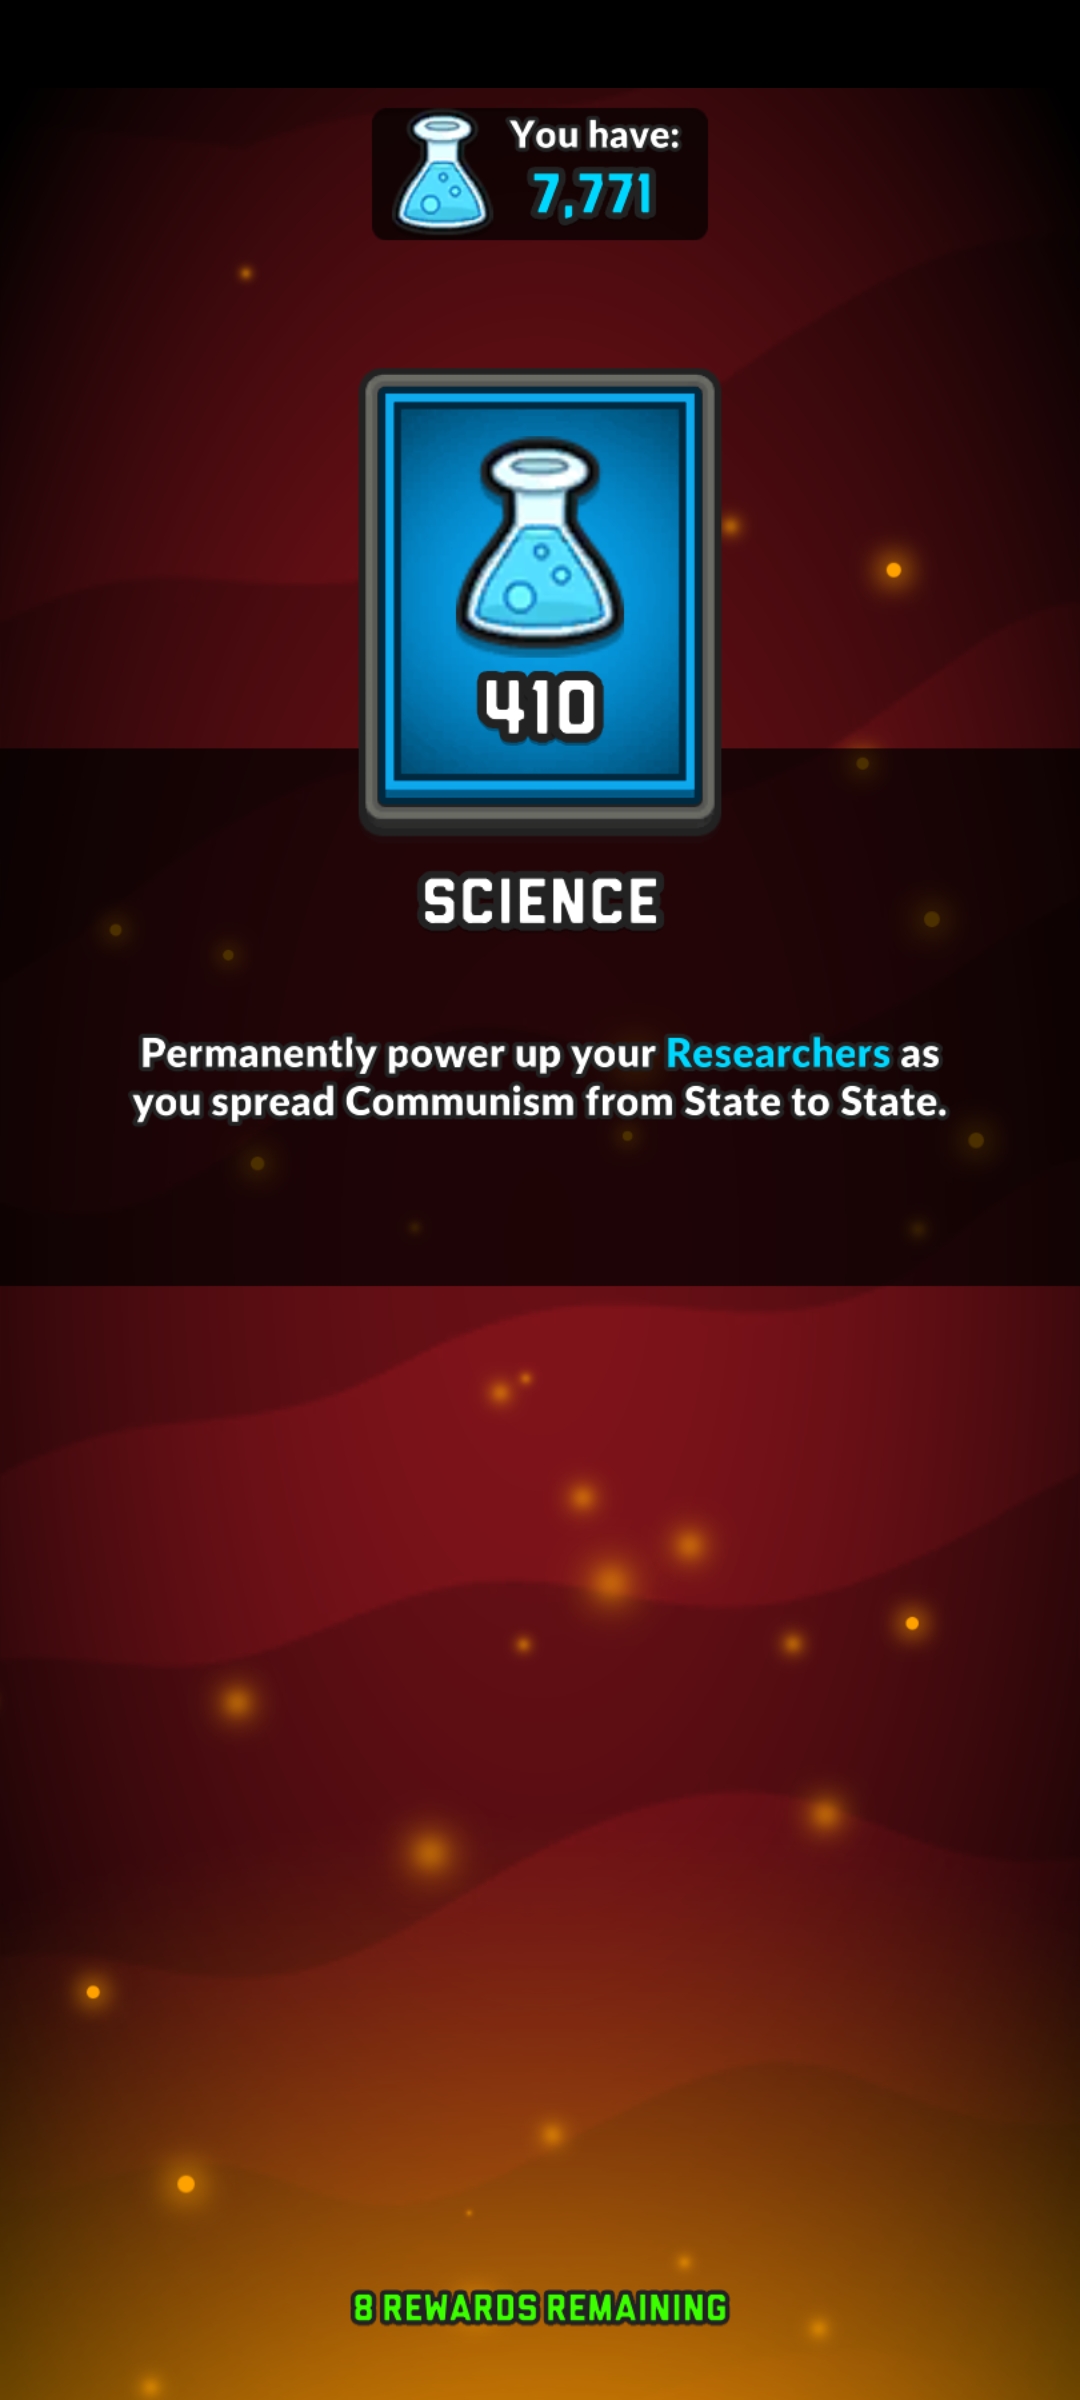 You have:
7,771
410
SCIENCE
Permanently power up your Researchers as
you spread Communism from State to State.
8 REWARDS REMAINING